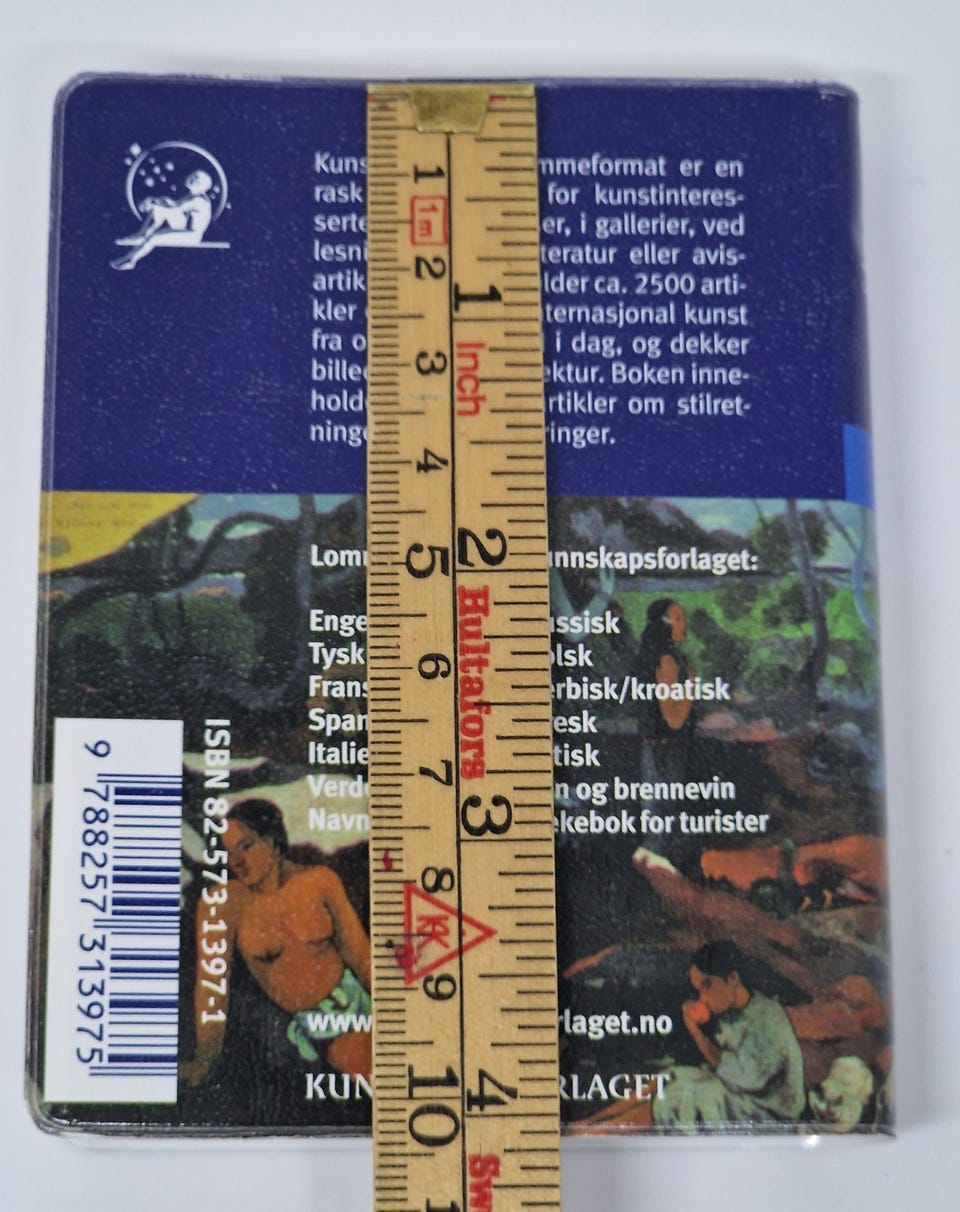 Kuns mmeformat er en
rask for kunstinteres-
serte er, i gallerier, ved
lesni teratur eller avis-
artik lder ca. 2500 arti-
kler ternasjonal kunst
fra o i dag, og dekker
bille ektur. Boken inne-
holde rtikler om stilret-
ninge ringer.
Lom unnskapsforlaget:
Enge ussisk
Tysk olsk
Frans erbisk/kroatisk
Span esk
Italie tisk
Verd n og brennevin
Navn ekebok for turister
www rlaget.no
KUN RLAGET
ISBN 82-573-1397-1
9 788257 313975
1
1m
2
3
4
5
6
7
8
9
10
1
Inch
2
Hultafors
3
4
Sw